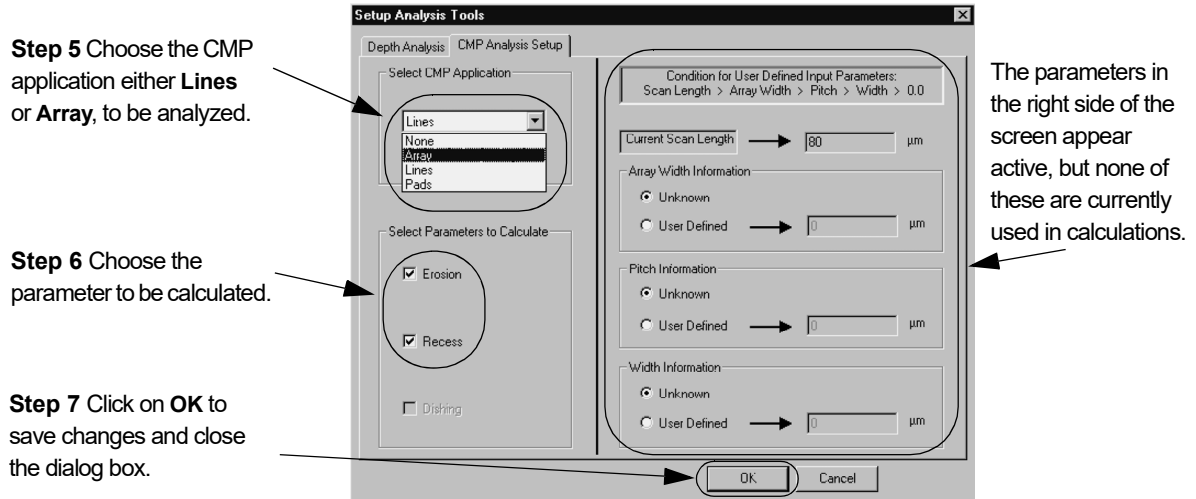 Setup Analysis Tools
Step 5 Choose the CMP
application either Lines
or Array, to be analyzed.
Step 6 Choose the
parameter to be calculated.
Step 7 Click on OK to
save changes and close
the dialog box.
Depth Analysis
CMP Analysis Setup
Select CMP Application
Lines
None
Array
Lines
Pads
Select Parameters to Calculate
Erosion
Recess
Dishing
Condition for User Defined Input Parameters:
Scan Length > Array Width > Pitch > Width > 0.0
Current Scan Length 80 µm
Array Width Information
Unknown
User Defined 0 µm
Pitch Information
Unknown
User Defined 0 µm
Width Information
Unknown
User Defined 0 µm
OK
Cancel
The parameters in
the right side of the
screen appear
active, but none of
these are currently
used in calculations.